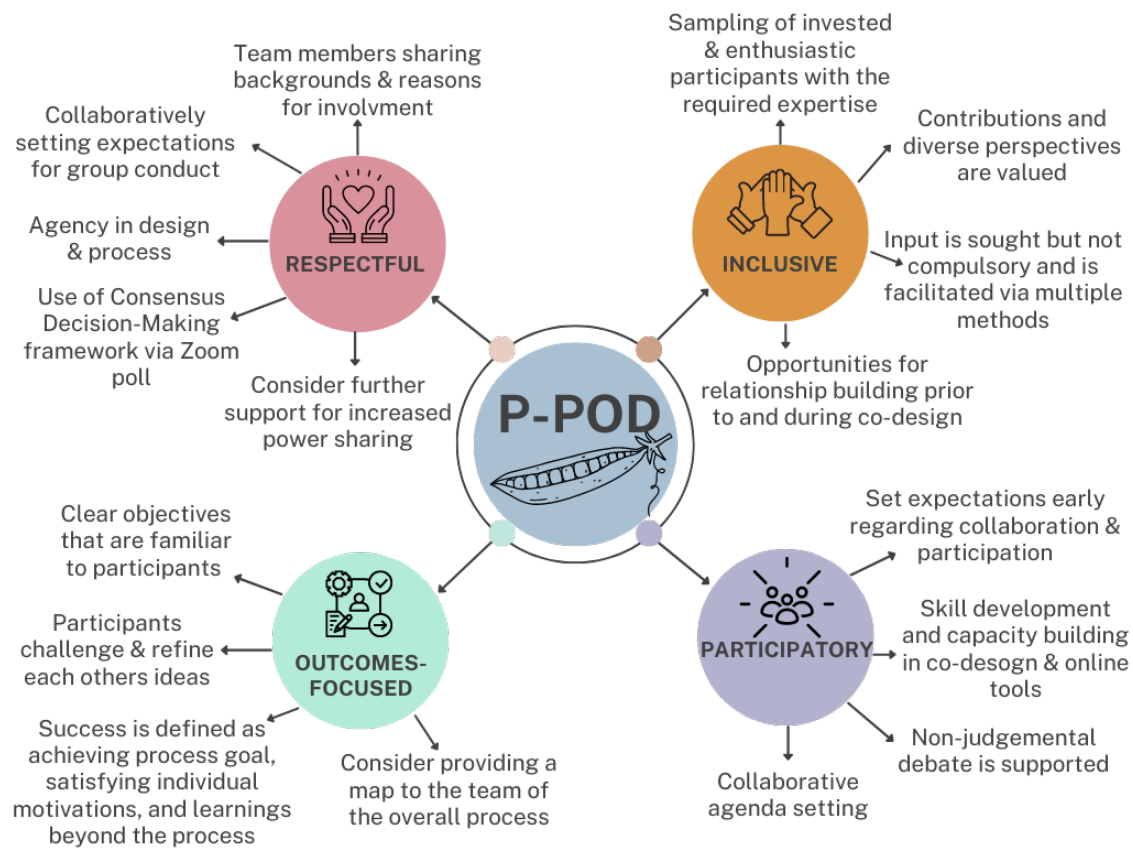 Team members sharing
backgrounds & reasons
for involvment
Collaboratively
setting expectations
for group conduct
Agency in design
& process
Use of Consensus
Decision-Making
framework via Zoom
poll
Consider further
support for increased
power sharing
RESPECTFUL
Sampling of invested
& enthusiastic
participants with the
required expertise
Contributions and
diverse perspectives
are valued
Input is sought but not
compulsory and is
facilitated via multiple
methods
Opportunities for
relationship building prior
to and during co-design
INCLUSIVE
P-POD
Clear objectives
that are familiar
to participants
Participants
challenge & refine
each others ideas
Success is defined as
achieving process goal,
satisfying individual
motivations, and learnings
beyond the process
Consider providing a
map to the team of
the overall process
OUTCOMES-
FOCUSED
Set expectations early
regarding collaboration &
participation
Skill development
and capacity building
in co-desogn & online
tools
Non-judgemental
debate is supported
Collaborative
agenda setting
PARTICIPATORY